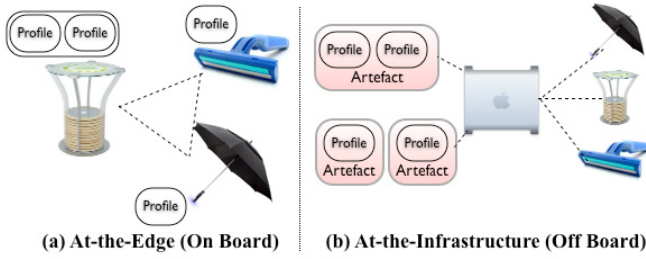 Profile Profile
Profile
Profile
(a) At-the-Edge (On Board)
Profile Profile
Artefact
Profile Profile
Artefact Artefact
(b) At-the-Infrastructure (Off Board)